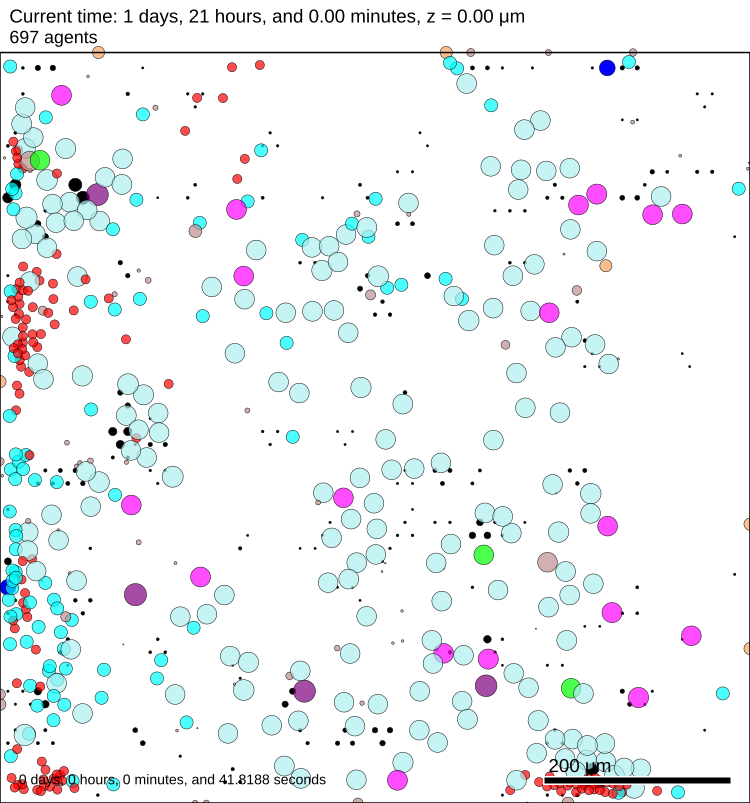 Current time: 1 days, 21 hours, and 0.00 minutes, z = 0.00 μm
697 agents
200 μm
0 days, 0 hours, 0 minutes, and 41.8188 seconds